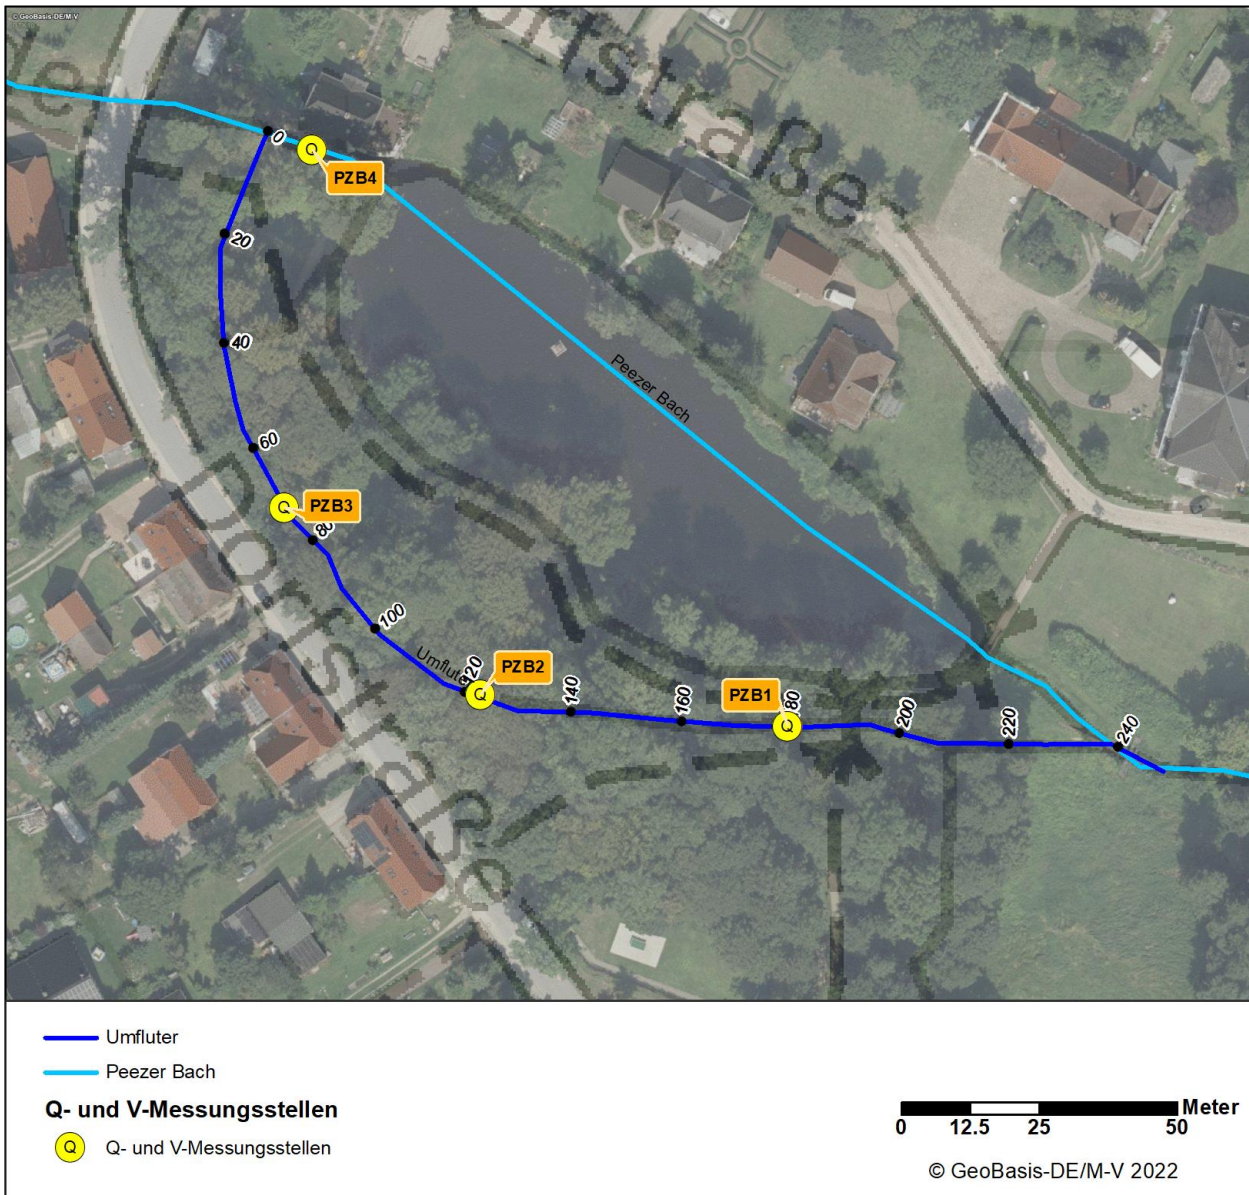 © GeoBasis-DE/M-V
ortstraße
0
PZB4
20
40
Peezer Bach
60
PZB3
80
100
Dorfstraße
Umfluter
120
PZB2
140
160
PZB1
180
200
220
240
Umfluter
Peezer Bach
Q- und V-Messungsstellen
Q Q- und V-Messungsstellen
Meter
0 12.5 25 50
© GeoBasis-DE/M-V 2022